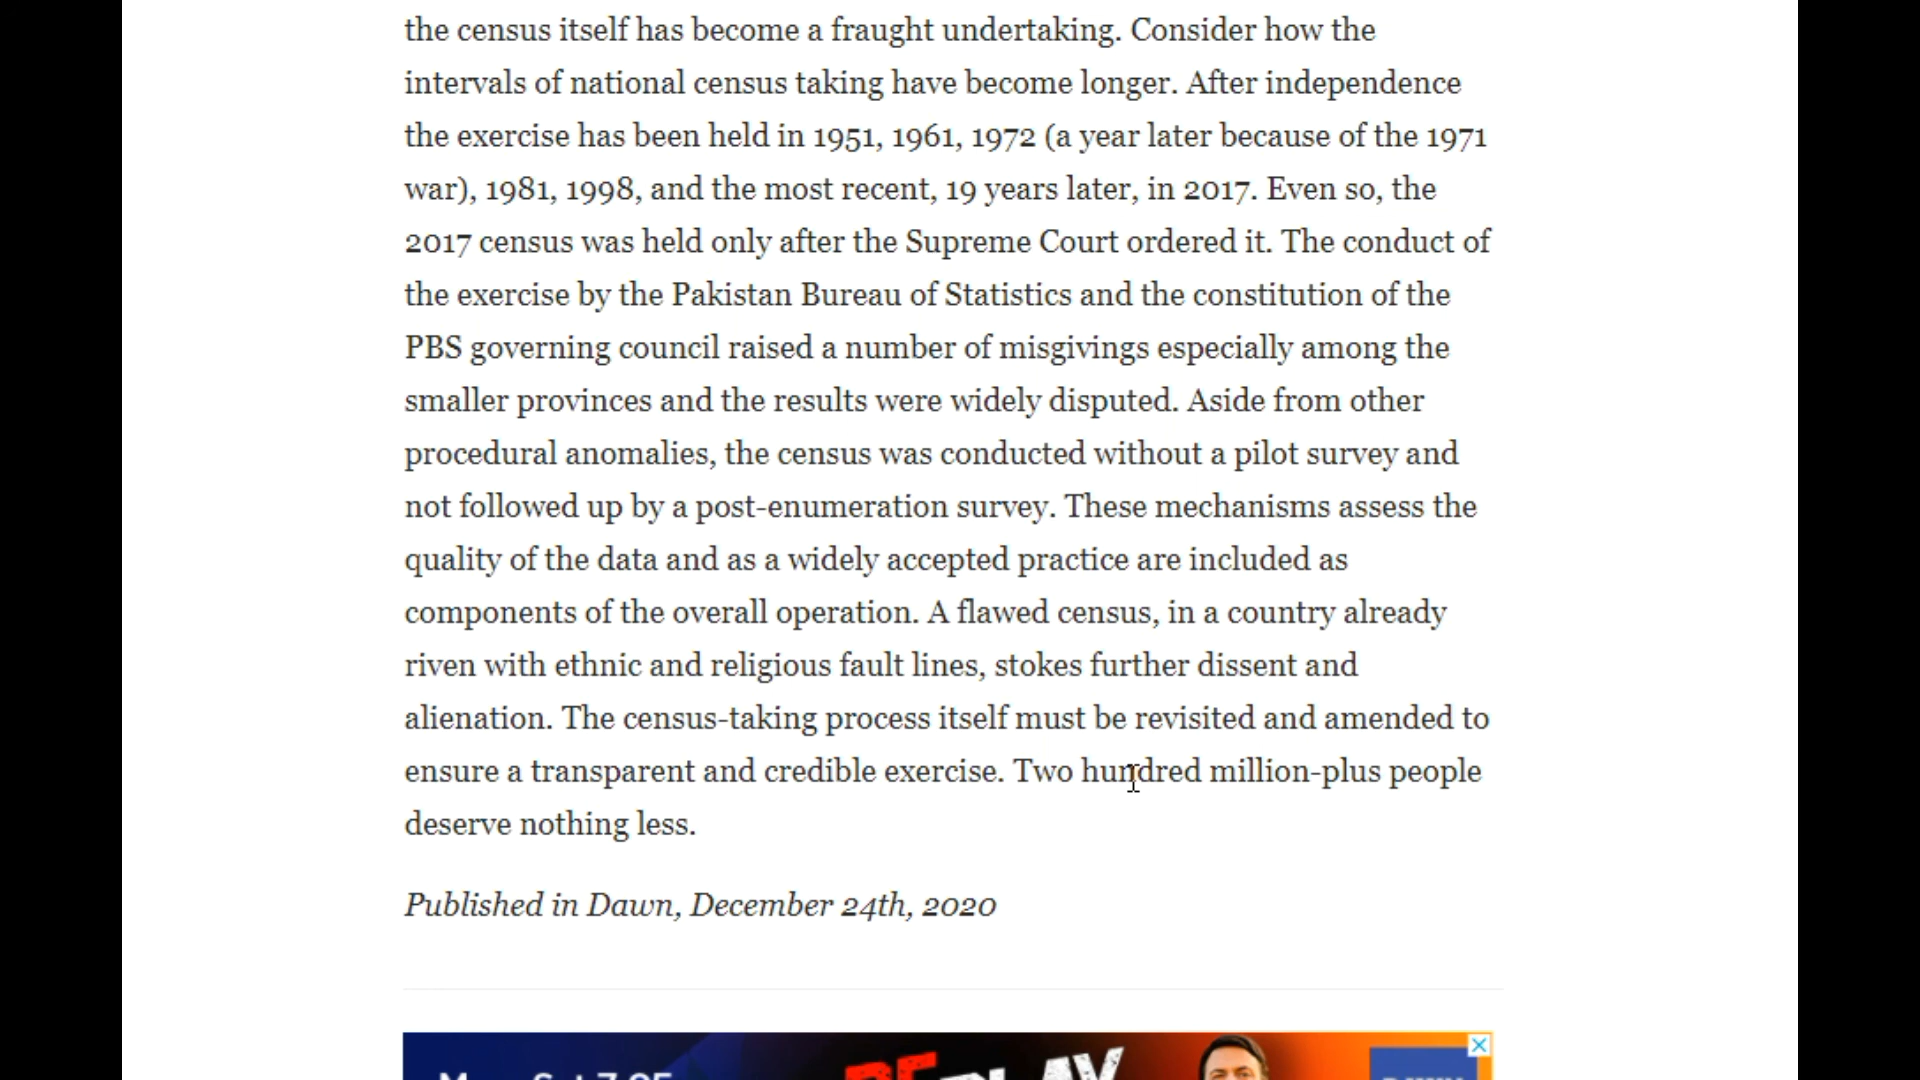 the census itself has become a fraught undertaking. Consider how the
intervals of national census taking have become longer. After independence
the exercise has been held in 1951, 1961, 1972 (a year later because of the 1971
war), 1981, 1998, and the most recent, 19 years later, in 2017. Even so, the
2017 census was held only after the Supreme Court ordered it. The conduct of
the exercise by the Pakistan Bureau of Statistics and the constitution of the
PBS governing council raised a number of misgivings especially among the
smaller provinces and the results were widely disputed. Aside from other
procedural anomalies, the census was conducted without a pilot survey and
not followed up by a post-enumeration survey. These mechanisms assess the
quality of the data and as a widely accepted practice are included as
components of the overall operation. A flawed census, in a country already
riven with ethnic and religious fault lines, stokes further dissent and
alienation. The census-taking process itself must be revisited and amended to
ensure a transparent and credible exercise. Two hundred million-plus people
deserve nothing less.
Published in Dawn, December 24th, 2020